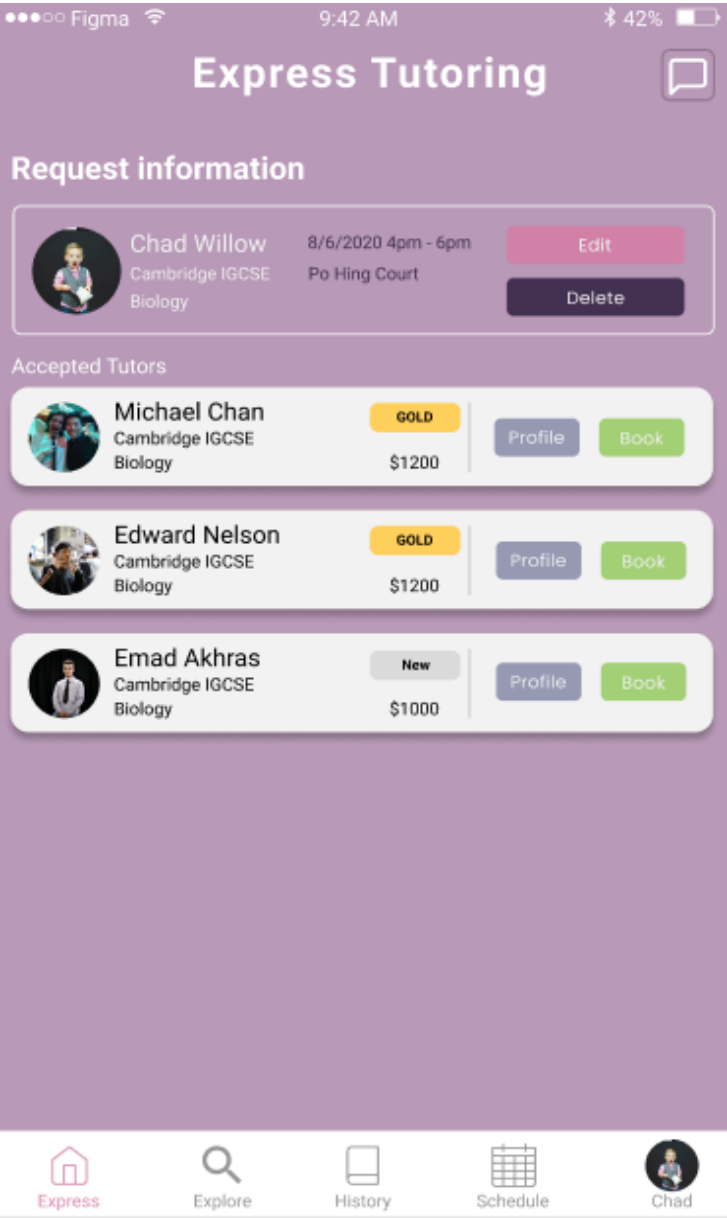 Figma 9:42 AM 42%
Express Tutoring
Request information
Chad Willow
Cambridge IGCSE
Biology
8/6/2020 4pm - 6pm
Po Hing Court
Edit
Delete
Accepted Tutors
Michael Chan
Cambridge IGCSE
Biology
GOLD
$1200
Profile
Book
Edward Nelson
Cambridge IGCSE
Biology
GOLD
$1200
Profile
Book
Emad Akhras
Cambridge IGCSE
Biology
New
$1000
Profile
Book
Express
Explore
History
Schedule
Chad